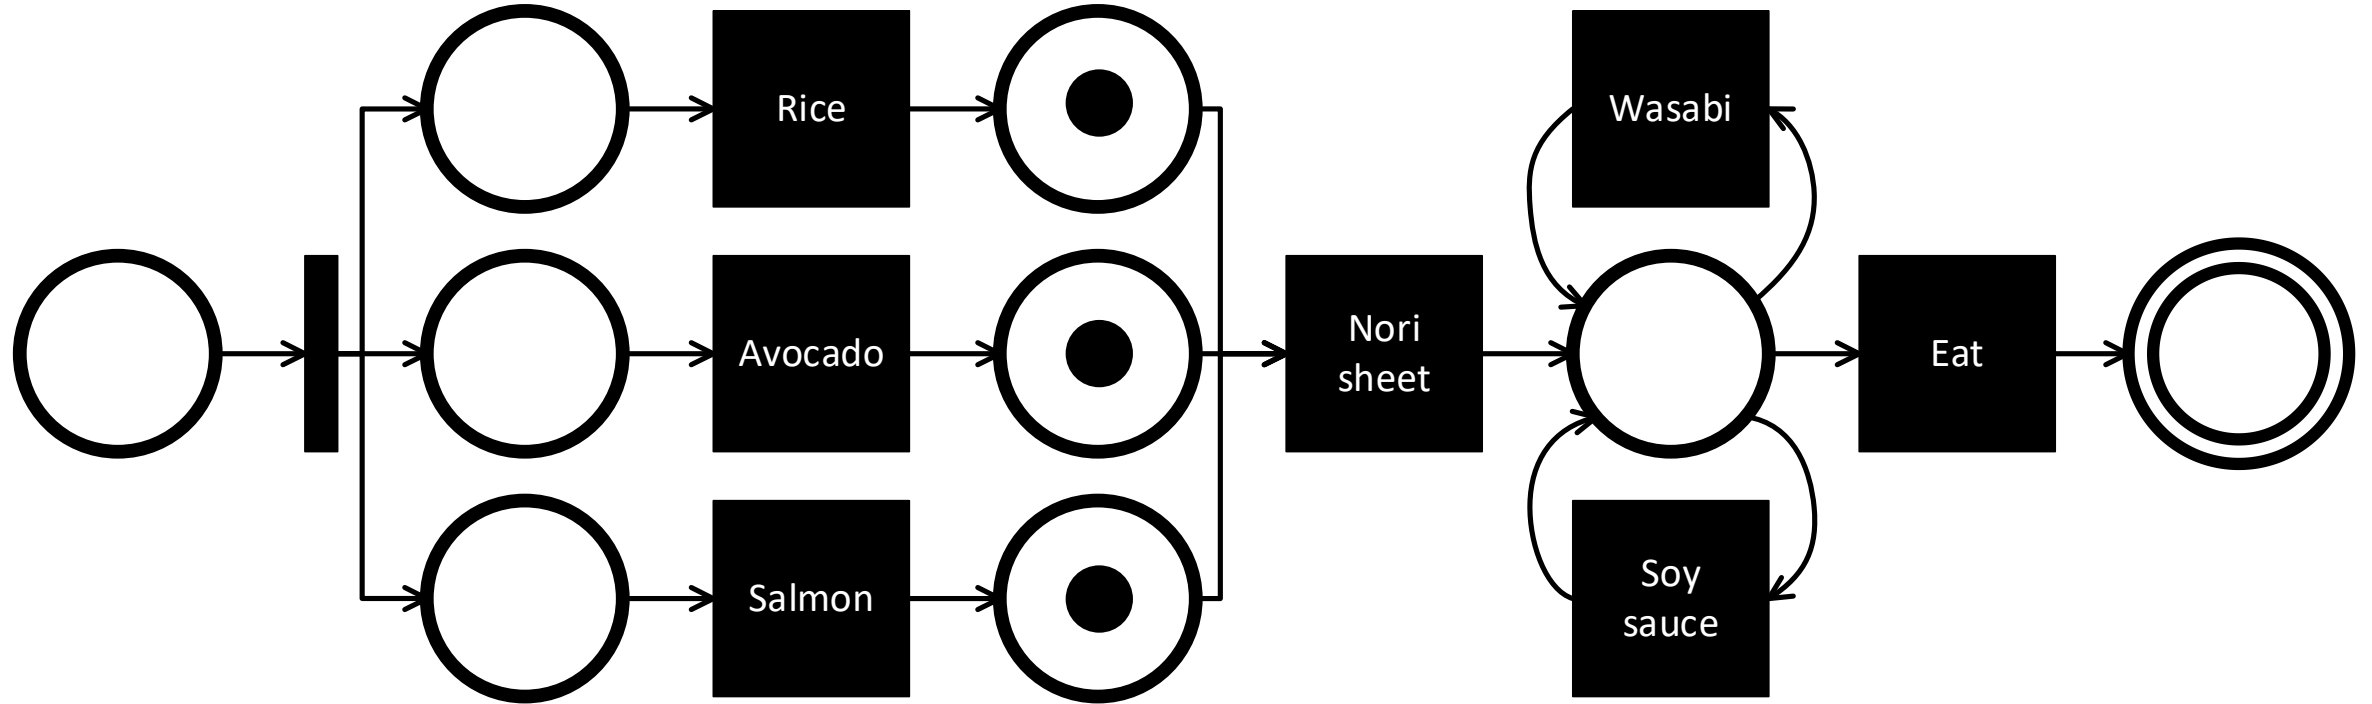 Rice
Wasabi
Avocado
Nori
sheet
Eat
Salmon
Soy
sauce